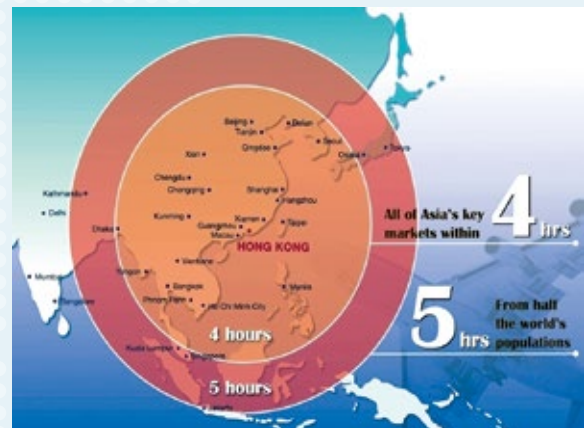 Beijing
Tianjin
Dalian
Seoul
Qingdao
Xian
Osaka
Tokyo
Chengdu
Chongqing
Shanghai
Hangzhou
Kathmandu
Delhi
Kunming
Guangzhou
Xiamen
Taipei
Macau
HONG KONG
Dhaka
Mumbai
Yangon
Vientiane
Bangalore
Bangkok
Phnom Penh
Ho Chi Minh City
Manila
Kuala Lumpur
Singapore
4 hours
5 hours
All of Asia's key
markets within
4 hrs
5 hrs
From half
the world's
populations